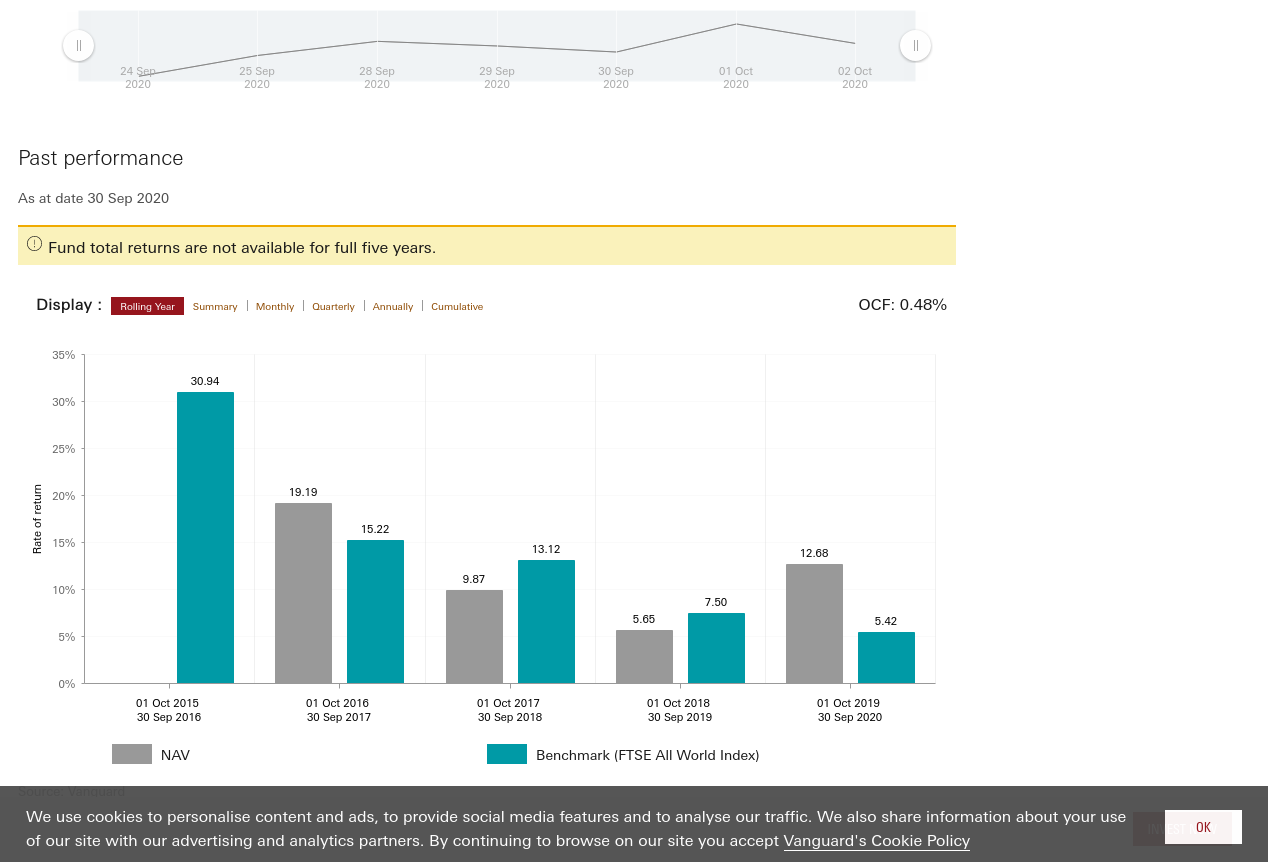 24 Sep 2020
25 Sep 2020
28 Sep 2020
29 Sep 2020
30 Sep 2020
01 Oct 2020
02 Oct 2020
Past performance
As at date 30 Sep 2020
Fund total returns are not available for full five years.
Display :
Rolling Year
Summary
Monthly
Quarterly
Annually
Cumulative
OCF: 0.48%
Rate of return
35%
30%
25%
20%
15%
10%
5%
0%
30.94
19.19
15.22
9.87
13.12
5.65
7.50
12.68
5.42
01 Oct 2015
30 Sep 2016
01 Oct 2016
30 Sep 2017
01 Oct 2017
30 Sep 2018
01 Oct 2018
30 Sep 2019
01 Oct 2019
30 Sep 2020
NAV
Benchmark (FTSE All World Index)
Source: Vanguard
We use cookies to personalise content and ads, to provide social media features and to analyse our traffic. We also share information about your use
of our site with our advertising and analytics partners. By continuing to browse on our site you accept Vanguard's Cookie Policy
OK